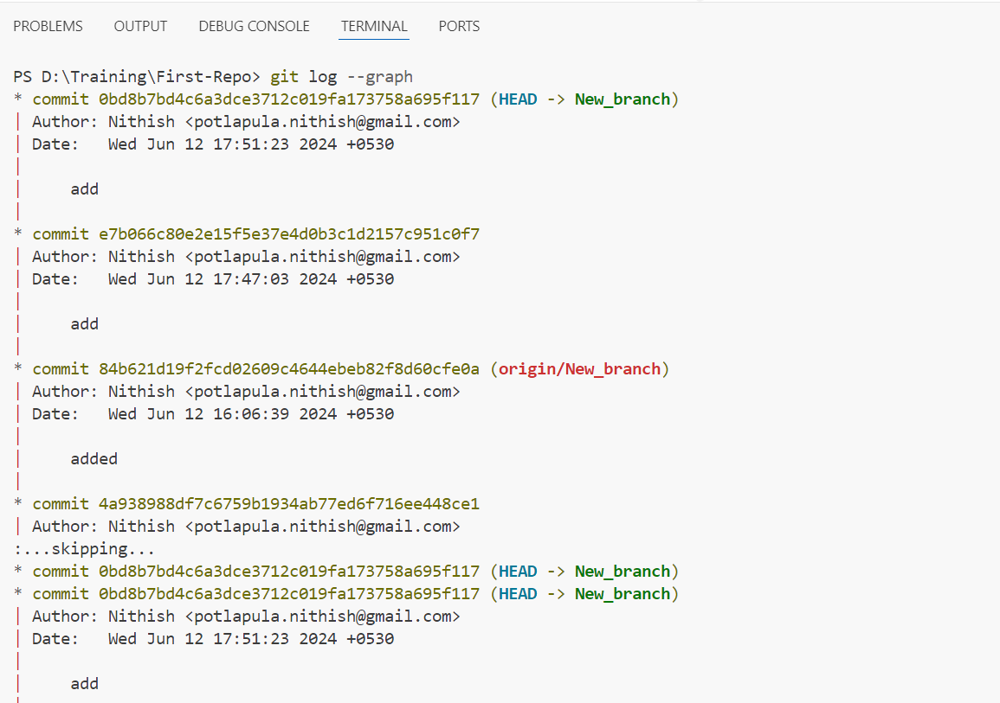 PROBLEMS OUTPUT DEBUG CONSOLE TERMINAL PORTS
PS D:\Training\First-Repo> git log --graph
* commit 0bd8b7bd4c6a3dce3712c019fa173758a695f117 (HEAD -> New_branch)
| Author: Nithish <potlapula.nithish@gmail.com>
| Date:   Wed Jun 12 17:51:23 2024 +0530
|
|     add
|
* commit e7b066c80e2e15f5e37e4d0b3c1d2157c951c0f7
| Author: Nithish <potlapula.nithish@gmail.com>
| Date:   Wed Jun 12 17:47:03 2024 +0530
|
|     add
|
* commit 84b621d19f2fcd02609c4644ebeb82f8d60cfe0a (origin/New_branch)
| Author: Nithish <potlapula.nithish@gmail.com>
| Date:   Wed Jun 12 16:06:39 2024 +0530
|
|     added
|
* commit 4a938988df7c6759b1934ab77ed6f716ee448ce1
| Author: Nithish <potlapula.nithish@gmail.com>
:...skipping...
* commit 0bd8b7bd4c6a3dce3712c019fa173758a695f117 (HEAD -> New_branch)
* commit 0bd8b7bd4c6a3dce3712c019fa173758a695f117 (HEAD -> New_branch)
| Author: Nithish <potlapula.nithish@gmail.com>
| Date:   Wed Jun 12 17:51:23 2024 +0530
|
|     add
|